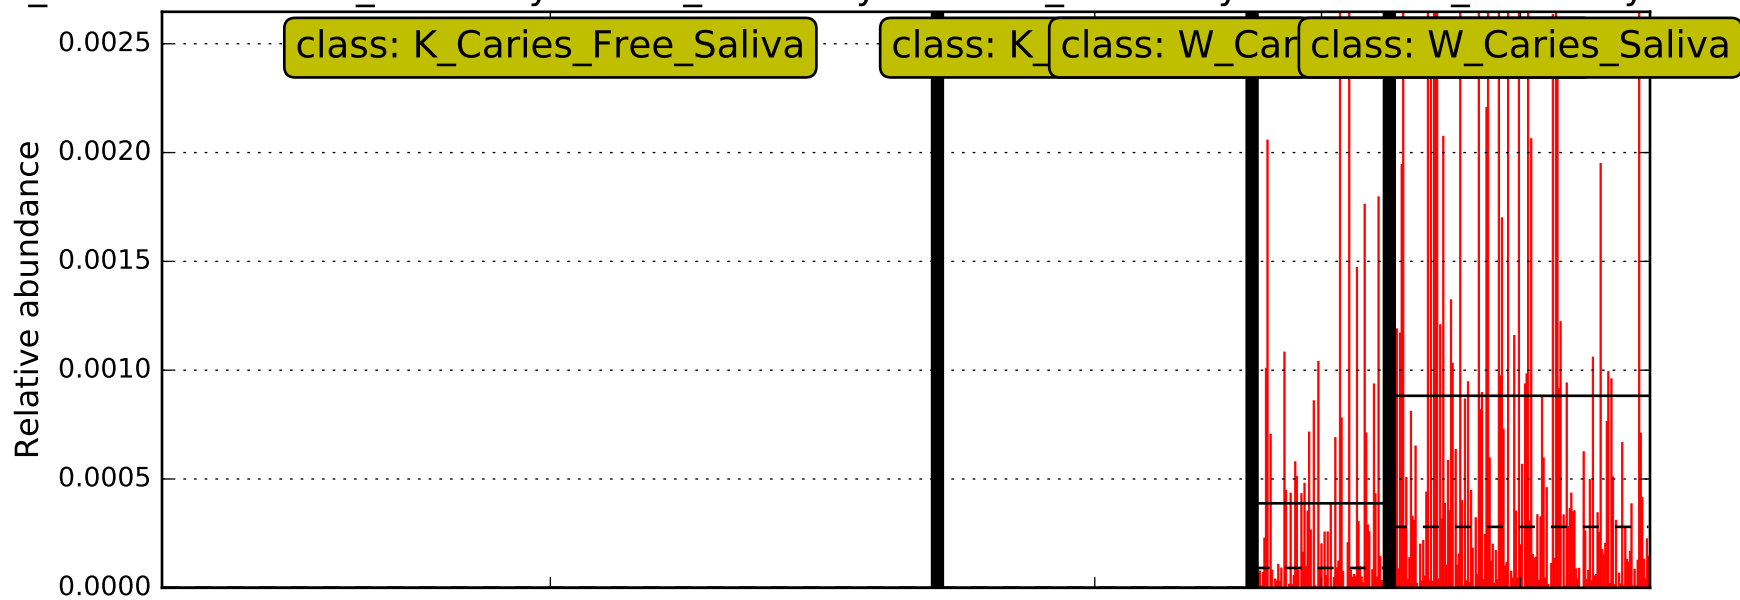 class: K_Caries_Free_Saliva
class: K_
class: W_Car
class: W_Caries_Saliva
Relative abundance
0.0025
0.0020
0.0015
0.0010
0.0005
0.0000